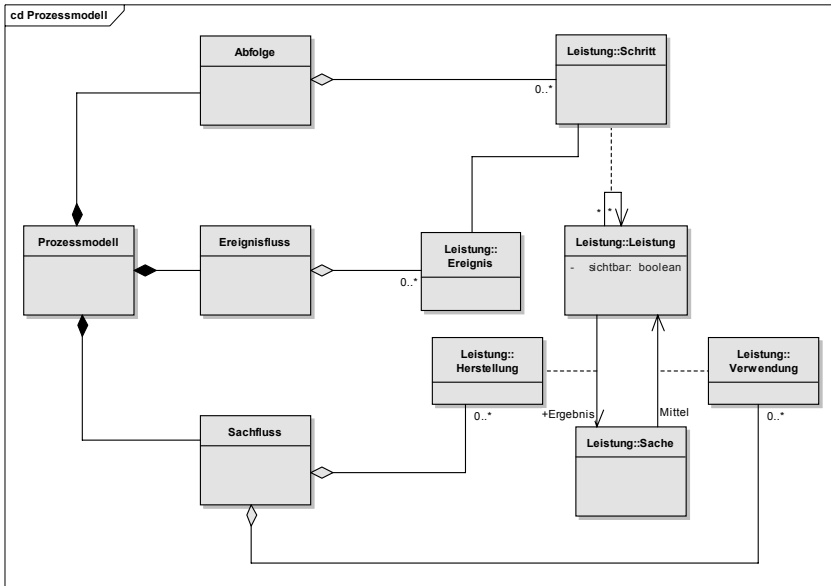 cd Prozessmodell
Abfolge
Leistung::Schritt
0..*
* *
Prozessmodell
Ereignisfluss
Leistung::
Ereignis
0..*
Leistung::Leistung
- sichtbar: boolean
Leistung::
Herstellung
0..*
Leistung::
Verwendung
0..*
+Ergebnis
Mittel
Sachfluss
Leistung::Sache